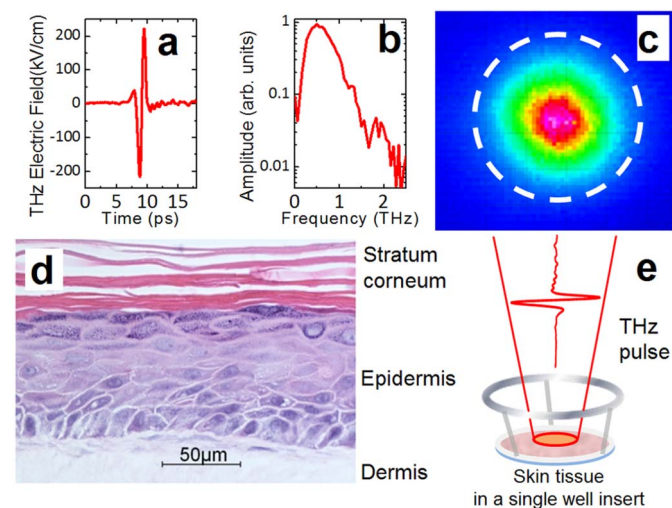 a
THz Electric Field(kV/cm)
200
100
0
-100
-200
0 5 10 15
Time (ps)
b
Amplitude (arb. units)
1
0.1
0.01
0 1 2
Frequency (THz)
c
d
Stratum
corneum
Epidermis
50μm
Dermis
e
THz
pulse
Skin tissue
in a single well insert